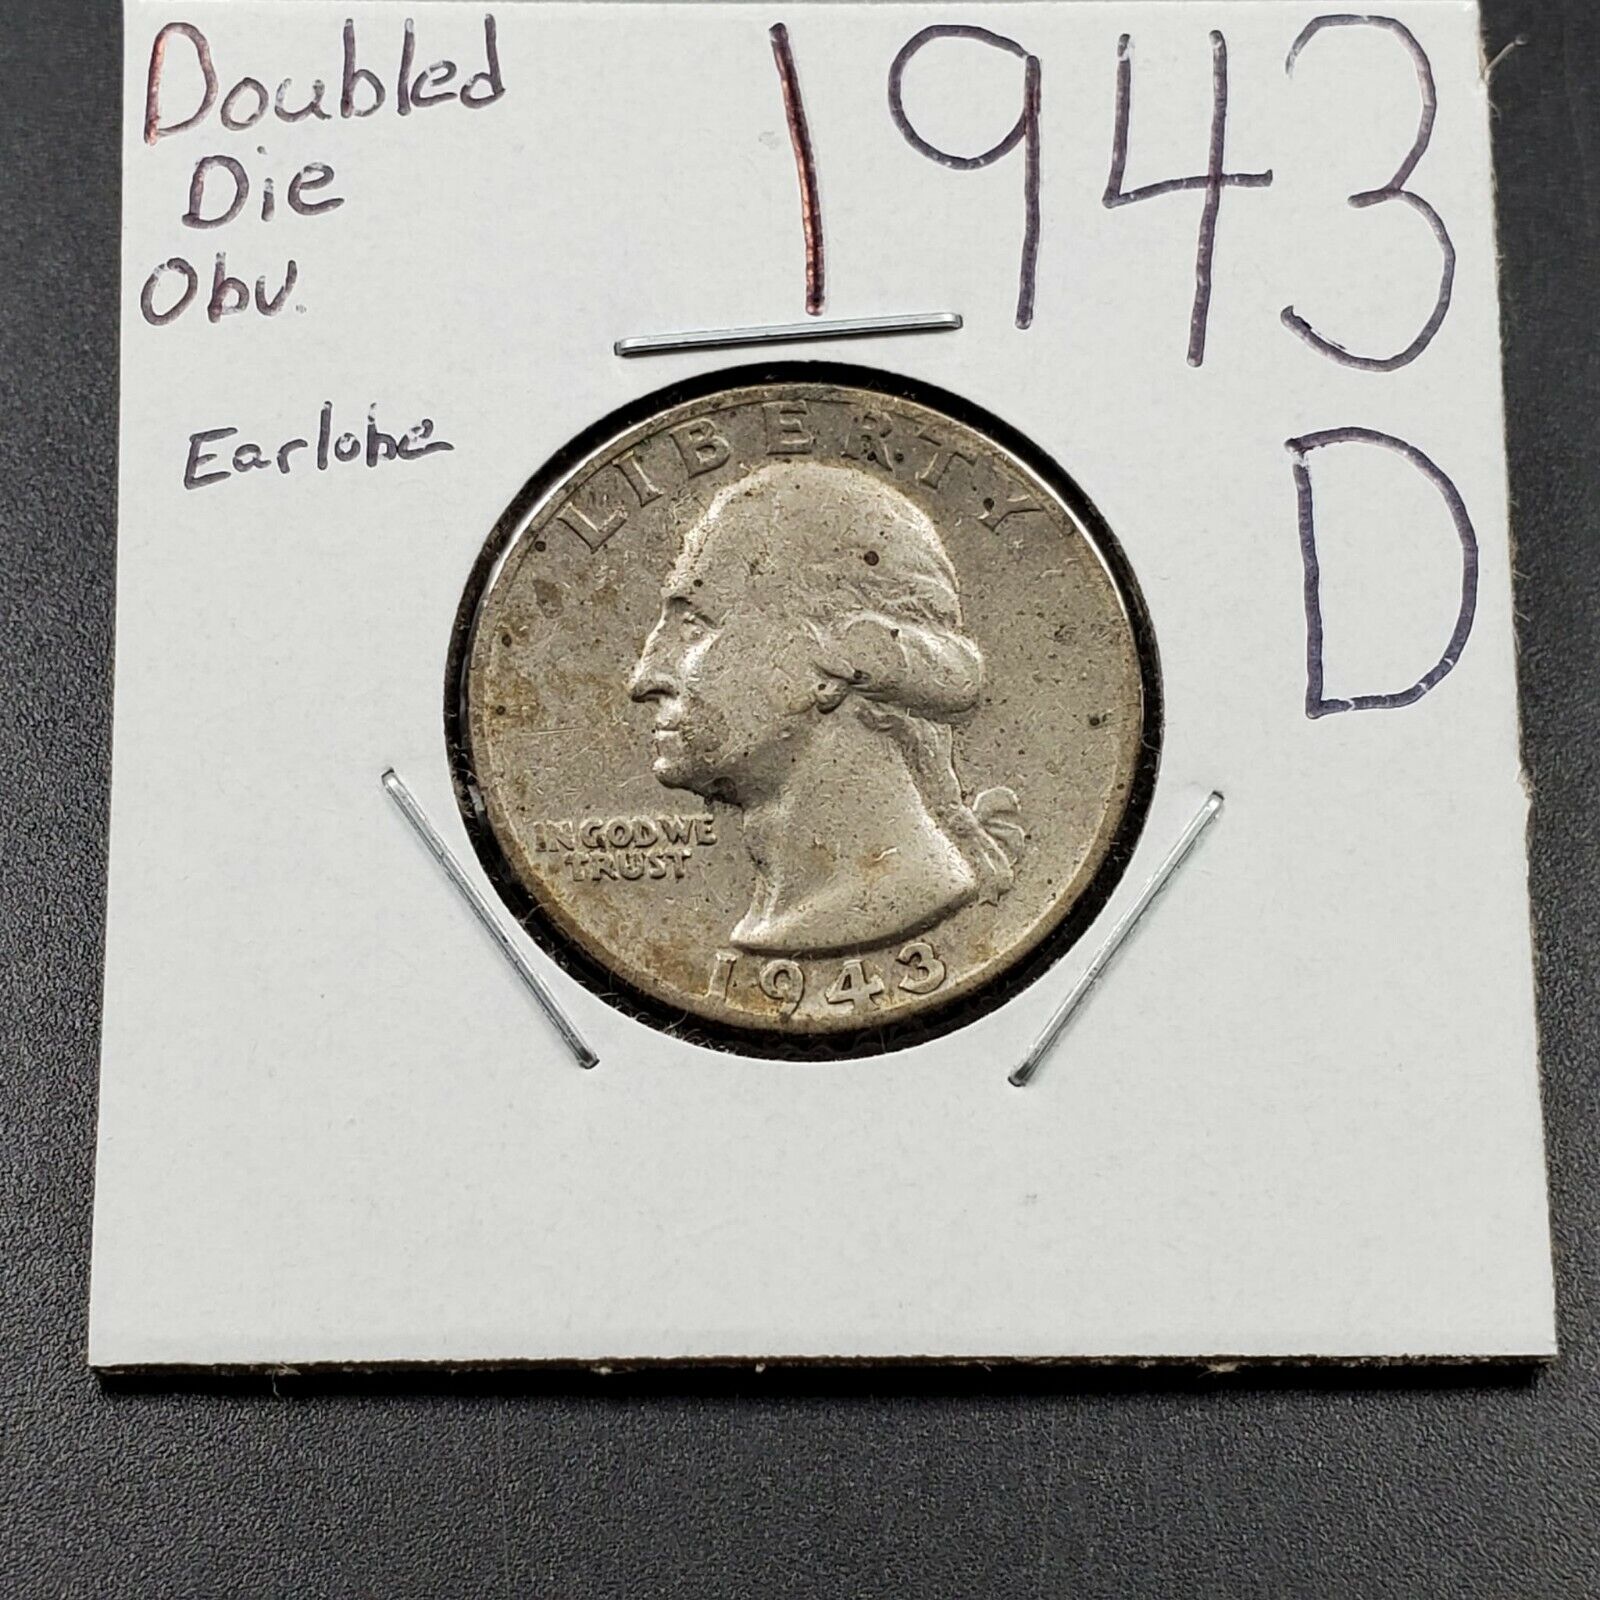 Doubled
Die
Obv.
Earlobe
1943
D
LIBERTY
IN GOD WE
TRUST
1943